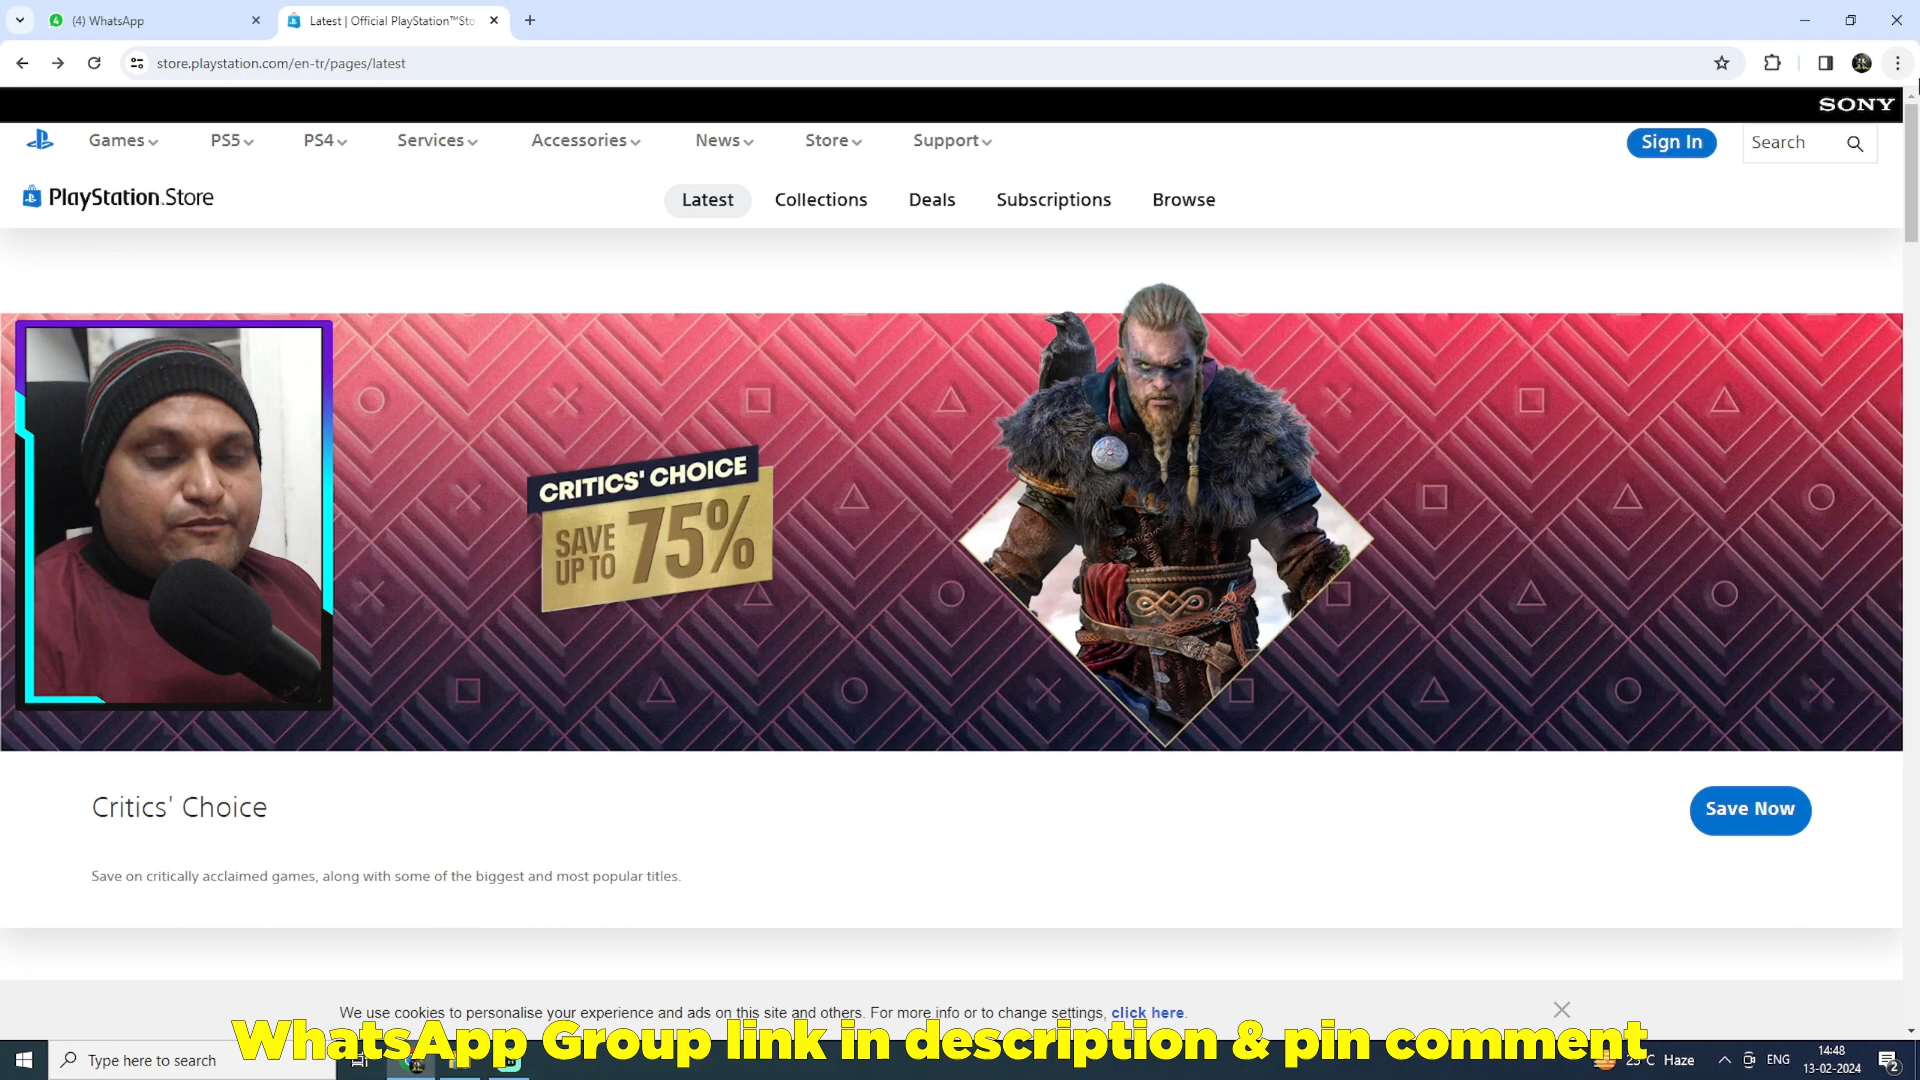 (4) WhatsApp
Latest | Official PlayStation™Sto
store.playstation.com/en-tr/pages/latest
SONY
Games PS5 PS4 Services Accessories News Store Support
Sign In
Search
PlayStation.Store
Latest Collections Deals Subscriptions Browse
CRITICS' CHOICE
SAVE UP TO 75%
Critics' Choice
Save Now
Save on critically acclaimed games, along with some of the biggest and most popular titles.
We use cookies to personalise your experience and ads on this site and others. For more info or to change settings, click here.
WhatsApp Group link in description & pin comment
Type here to search
Haze
ENG
14:48
13-02-2024
2